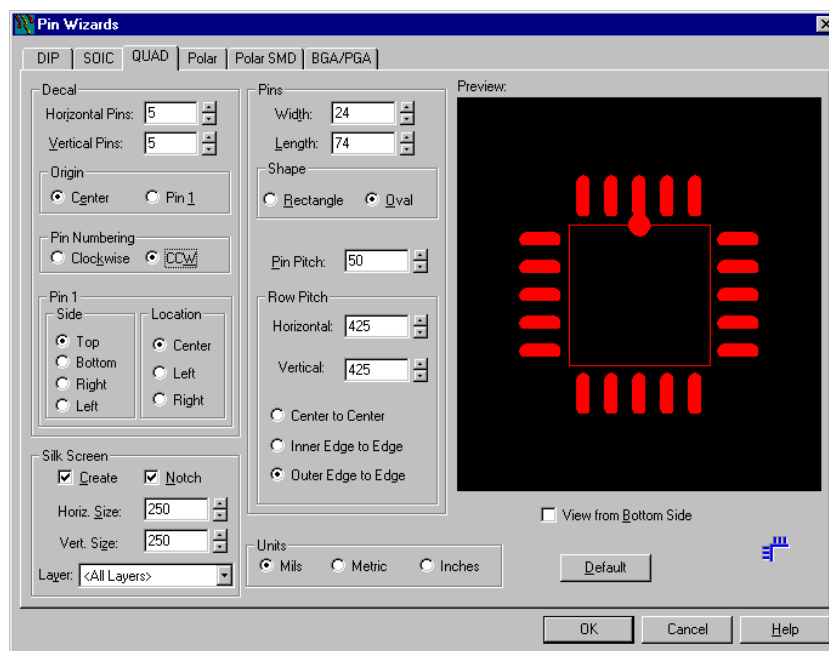 Pin Wizards
DIP SOIC QUAD Polar Polar SMD BGA/PGA
Decal
Horizontal Pins: 5
Vertical Pins: 5
Origin
Center Pin 1
Pin Numbering
Clockwise CCW
Pin 1
Side
Top
Bottom
Right
Left
Location
Center
Left
Right
Silk Screen
Create Notch
Horiz. Size: 250
Vert. Size: 250
Layer: <All Layers>
Pins
Width: 24
Length: 74
Shape
Rectangle Oval
Pin Pitch: 50
Row Pitch
Horizontal: 425
Vertical: 425
Center to Center
Inner Edge to Edge
Outer Edge to Edge
Units
Mils Metric Inches
Preview:
View from Bottom Side
Default
OK Cancel Help